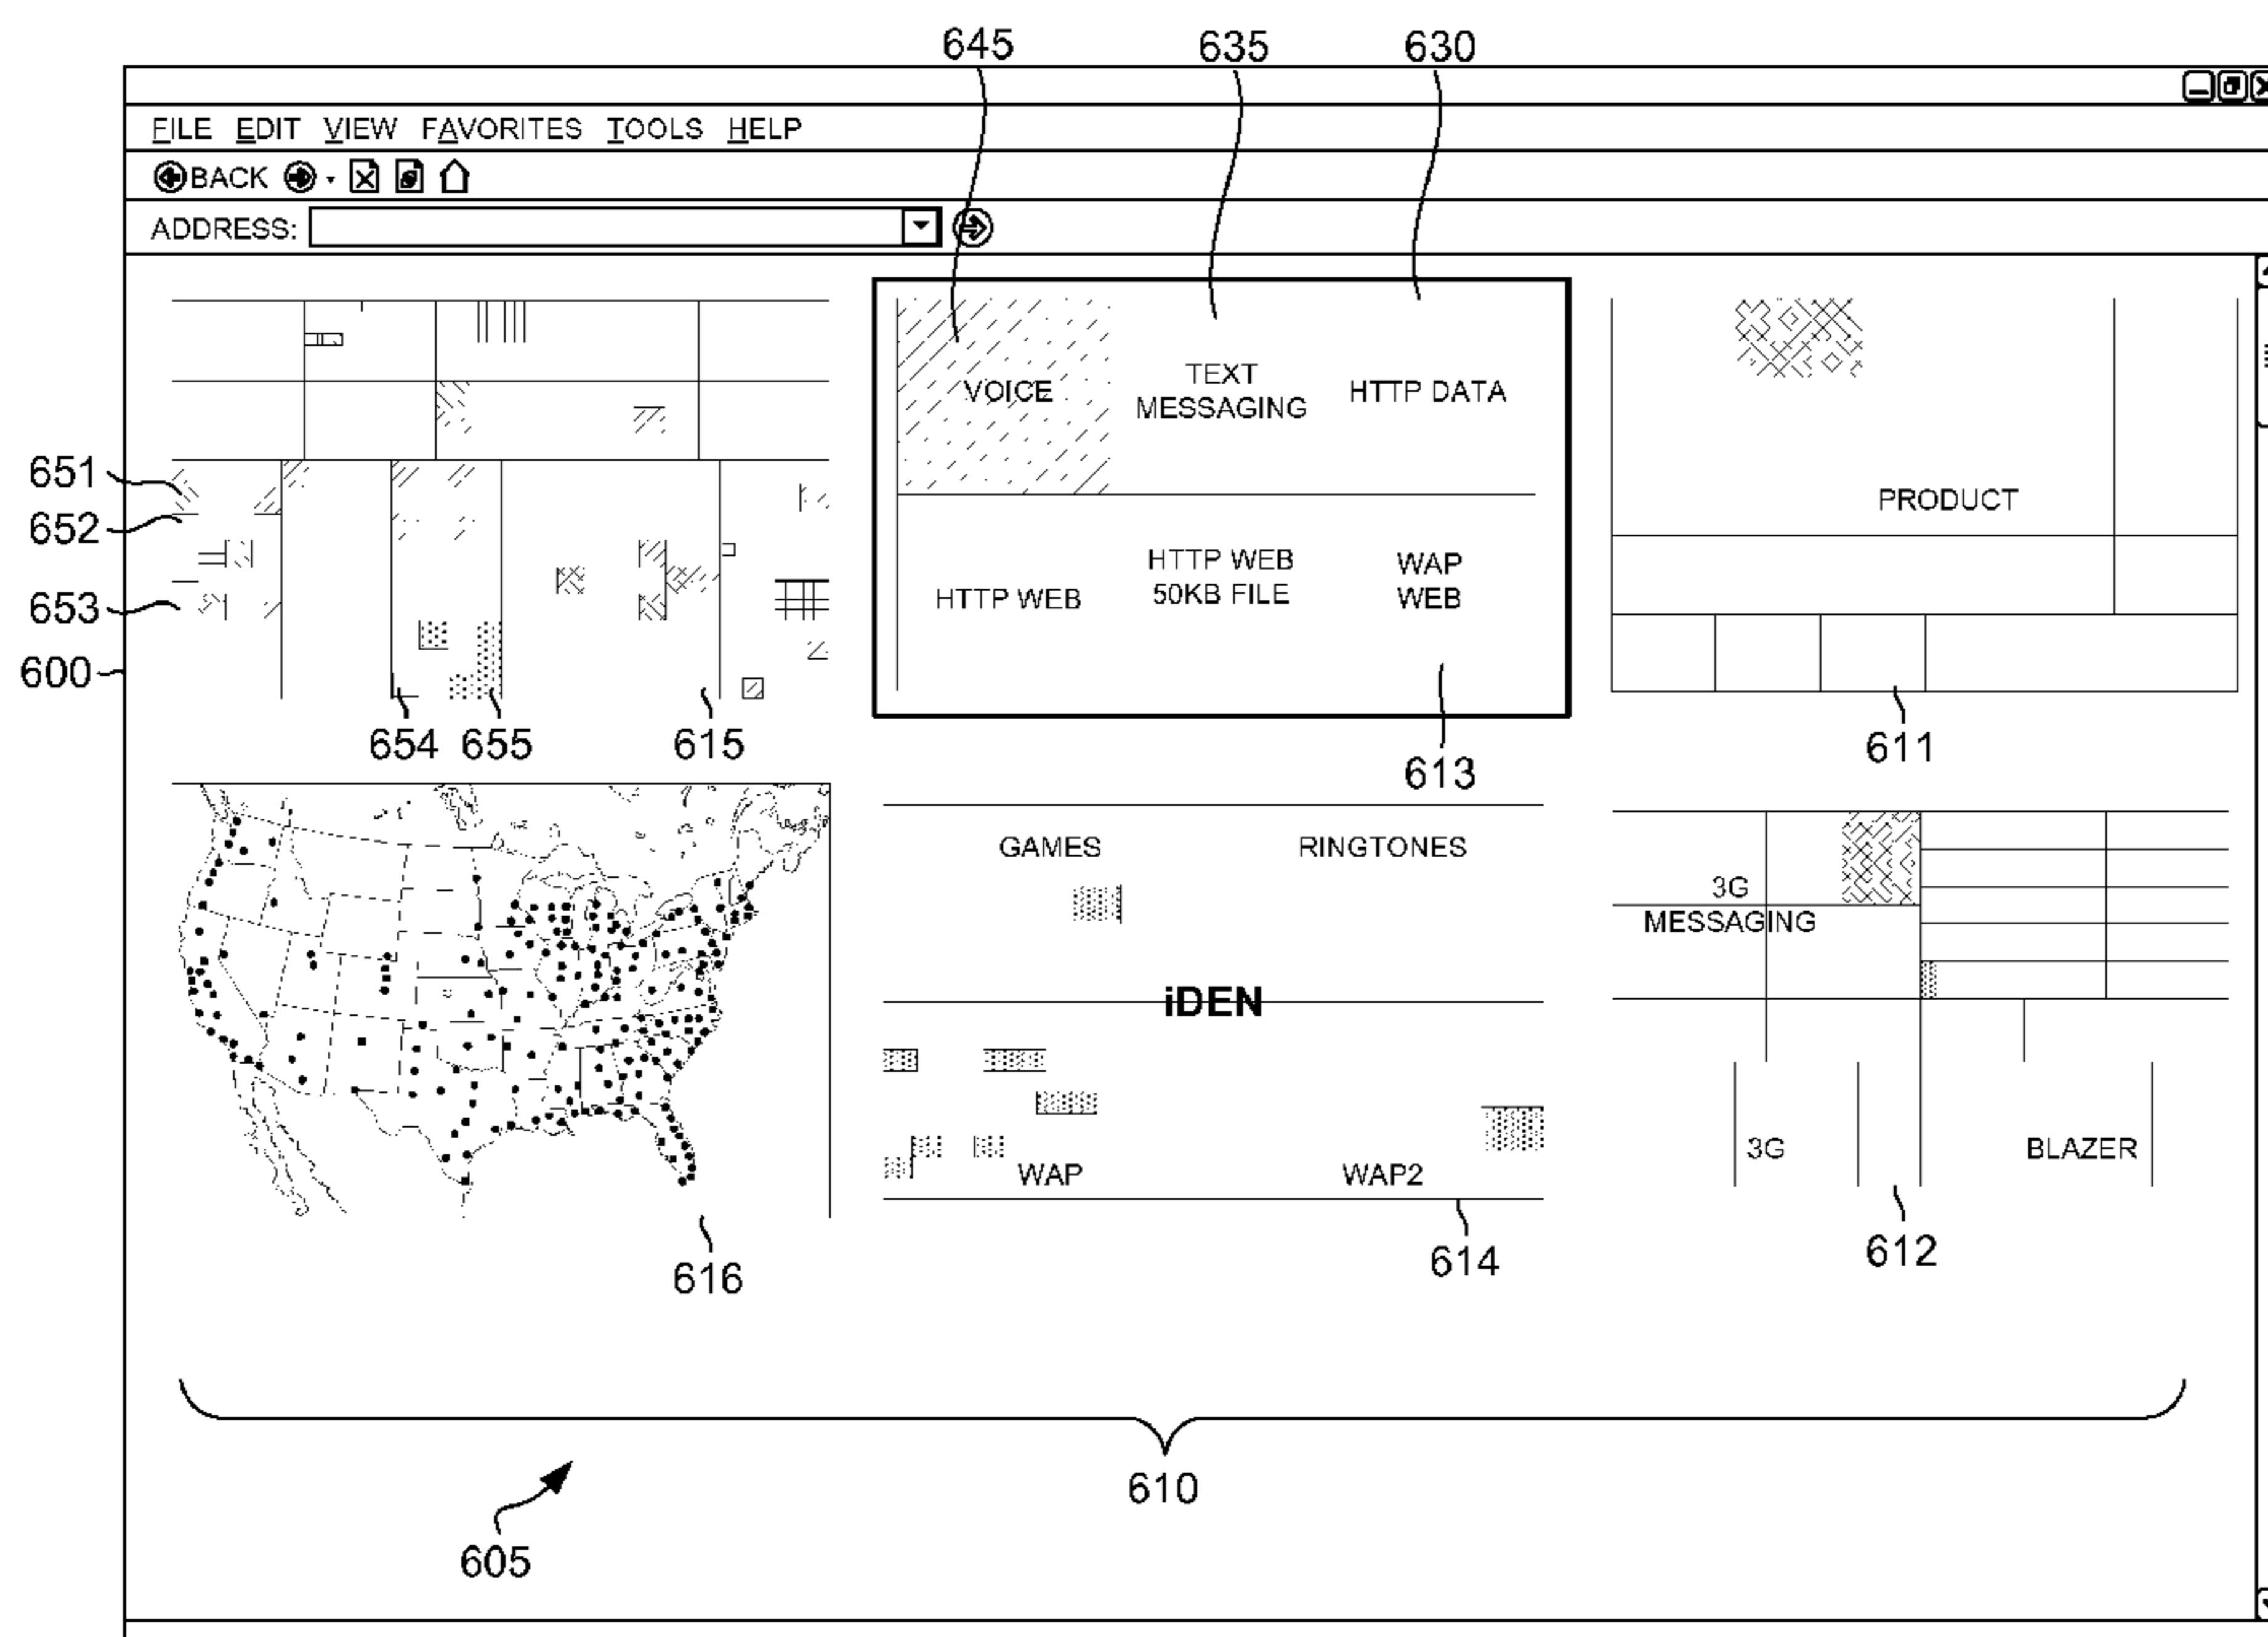 645 635 630
FILE EDIT VIEW FAVORITES TOOLS HELP
BACK
ADDRESS:
VOICE
TEXT
MESSAGING
HTTP DATA
HTTP WEB
HTTP WEB
50KB FILE
WAP
WEB
PRODUCT
651
652
653
600
654 655 615
613
611
GAMES RINGTONES
iDEN
WAP WAP2
3G
MESSAGING
3G BLAZER
616
614
612
610
605